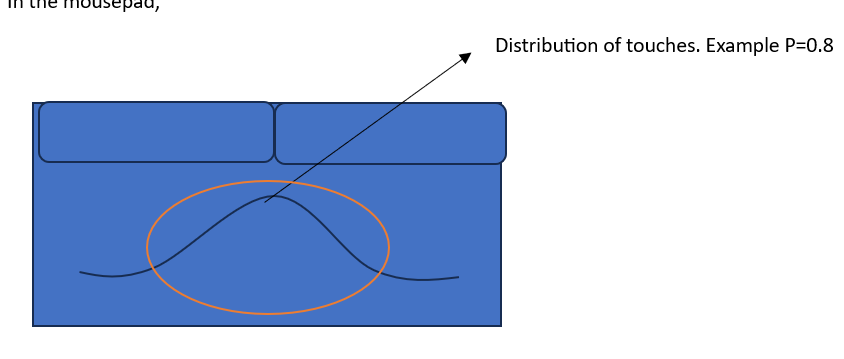 In the mousepad,
Distribution of touches. Example P=0.8